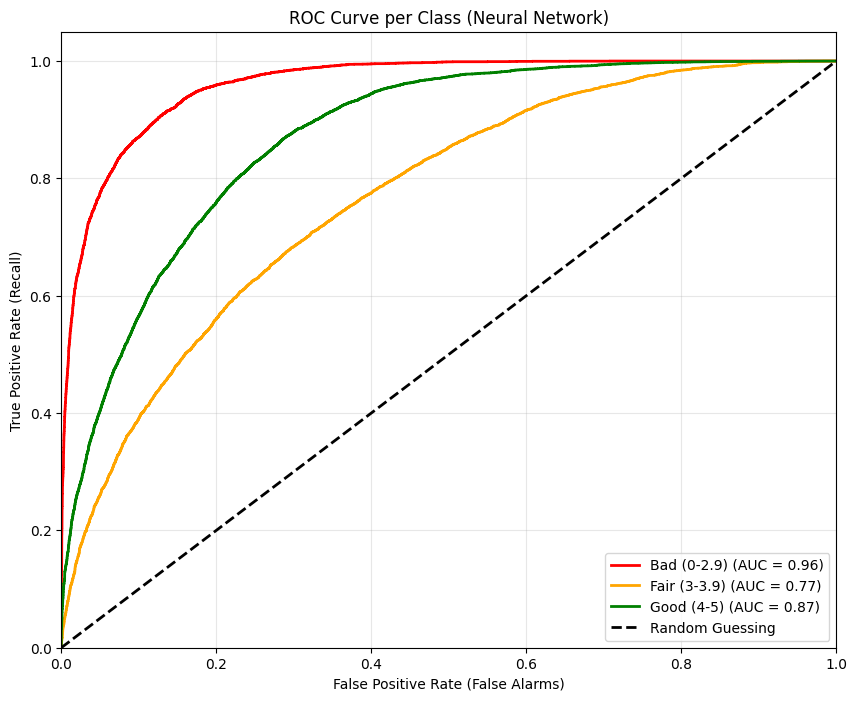 ROC Curve per Class (Neural Network)
True Positive Rate (Recall)
1.0
0.8
0.6
0.4
0.2
0.0
0.0 0.2 0.4 0.6 0.8 1.0
False Positive Rate (False Alarms)
Bad (0-2.9) (AUC = 0.96)
Fair (3-3.9) (AUC = 0.77)
Good (4-5) (AUC = 0.87)
Random Guessing